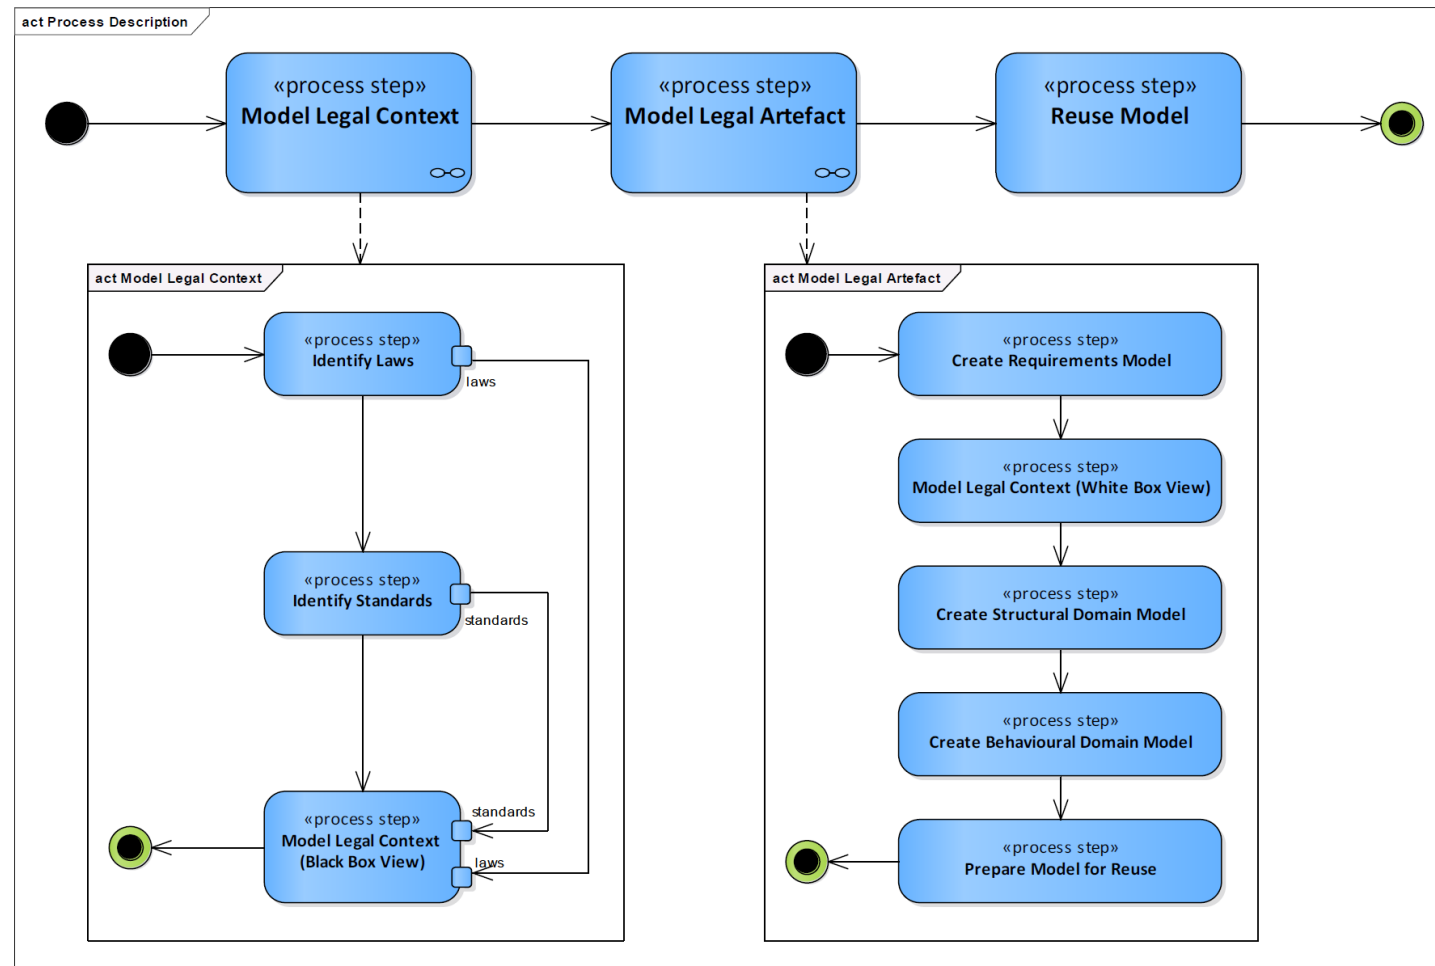 act Process Description
«process step»
Model Legal Context
«process step»
Model Legal Artefact
«process step»
Reuse Model
act Model Legal Context
«process step»
Identify Laws
laws
«process step»
Identify Standards
standards
standards
«process step»
Model Legal Context
(Black Box View)
laws
act Model Legal Artefact
«process step»
Create Requirements Model
«process step»
Model Legal Context (White Box View)
«process step»
Create Structural Domain Model
«process step»
Create Behavioural Domain Model
«process step»
Prepare Model for Reuse